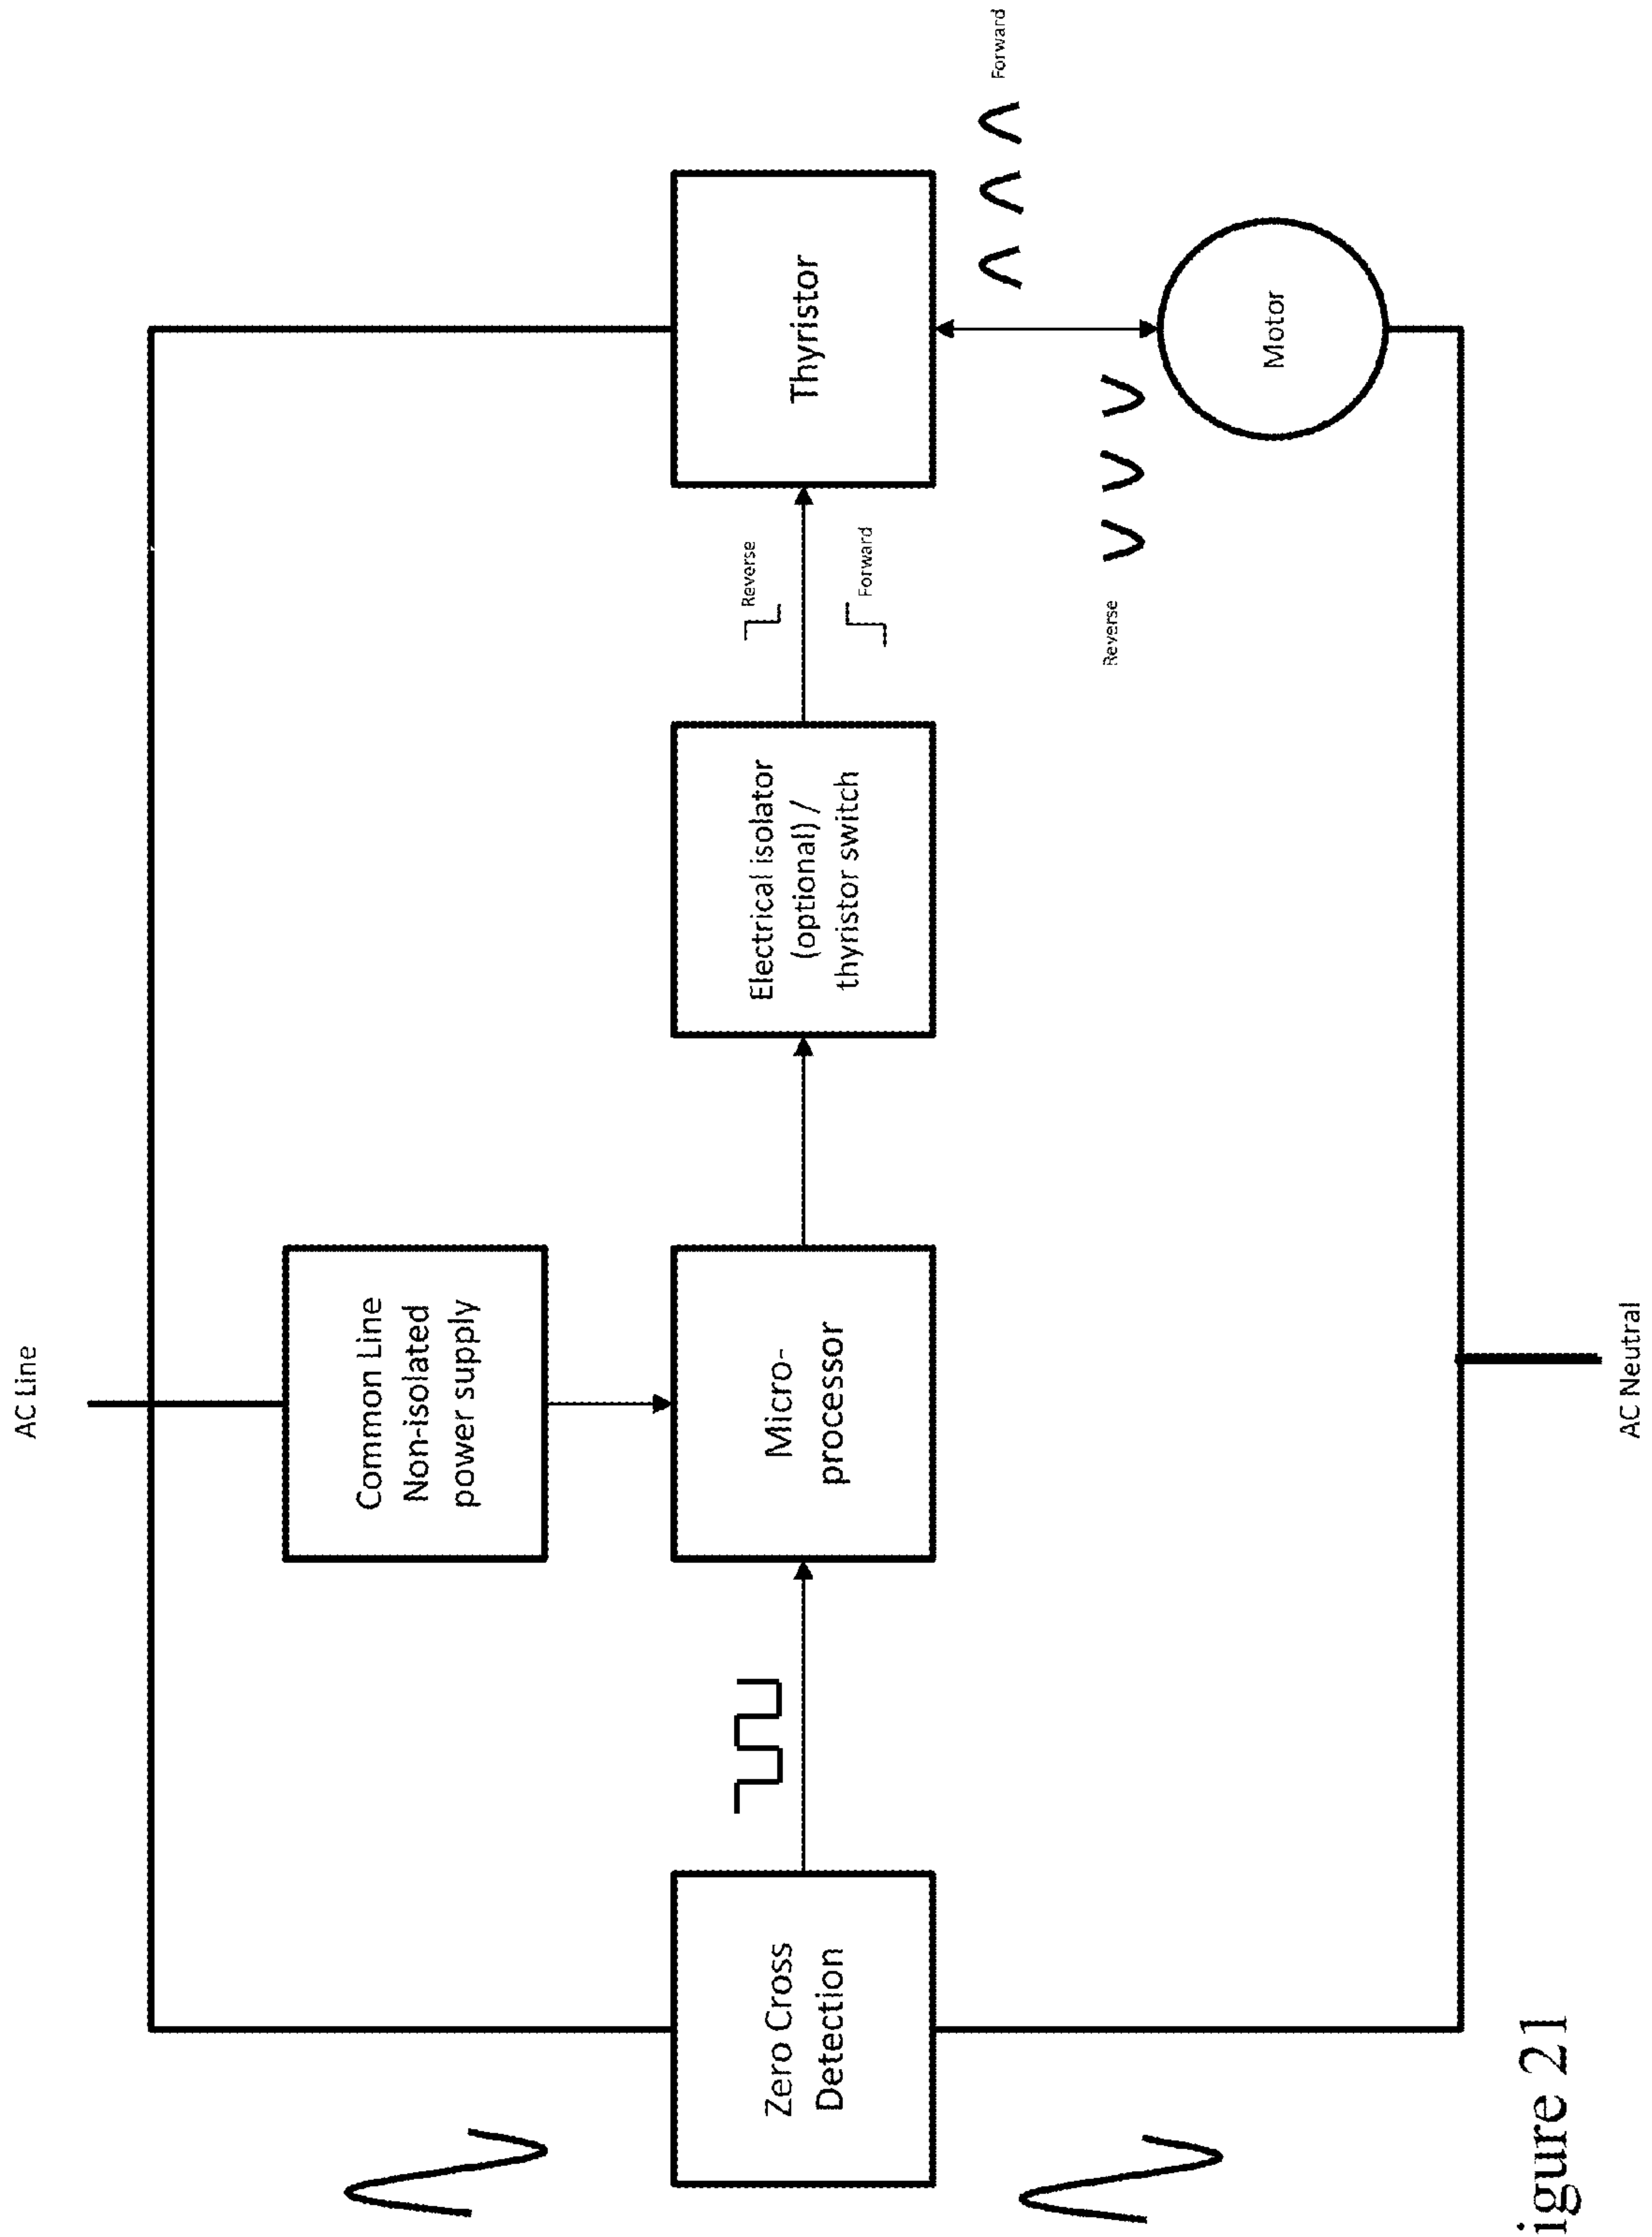 AC Line
Common Line
Non-isolated
power supply
Zero Cross
Detection
Micro-
processor
Electrical isolator
(optional) /
thyristor switch
Reverse
Forward
Thyristor
Forward
Reverse
Motor
AC Neutral
igure 21